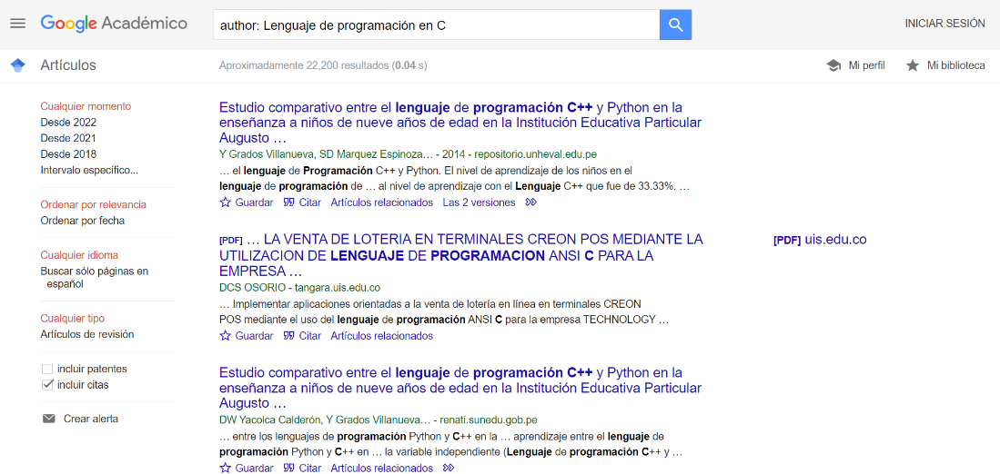 Google Académico
author: Lenguaje de programación en C
INICIAR SESIÓN
Artículos
Aproximadamente 22,200 resultados (0.04 s)
Mi perfil
Mi biblioteca
Cualquier momento
Desde 2022
Desde 2021
Desde 2018
Intervalo específico...
Ordenar por relevancia
Ordenar por fecha
Cualquier idioma
Buscar sólo páginas en
español
Cualquier tipo
Artículos de revisión
incluir patentes
incluir citas
Crear alerta
Estudio comparativo entre el lenguaje de programación C++ y Python en la
enseñanza a niños de nueve años de edad en la Institución Educativa Particular
Augusto …
Y Grados Villanueva, SD Marquez Espinoza… - 2014 - repositorio.unheval.edu.pe
… el lenguaje de Programación C++ y Python. El nivel de aprendizaje de los niños en el
lenguaje de programación de … al nivel de aprendizaje con el Lenguaje C++ que fue de 33.33%. …
Guardar Citar Artículos relacionados Las 2 versiones
[PDF] … LA VENTA DE LOTERIA EN TERMINALES CREON POS MEDIANTE LA
UTILIZACION DE LENGUAJE DE PROGRAMACION ANSI C PARA LA
EMPRESA …
DCS OSORIO - tangara.uis.edu.co
… Implementar aplicaciones orientadas a la venta de lotería en línea en terminales CREON
POS mediante el uso del lenguaje de programación ANSI C para la empresa TECHNOLOGY …
Guardar Citar Artículos relacionados
[PDF] uis.edu.co
Estudio comparativo entre el lenguaje de programación C++ y Python en la
enseñanza a niños de nueve años de edad en la Institución Educativa Particular
Augusto …
DW Yacolca Calderón, Y Grados Villanueva… - renati.sunedu.gob.pe
… entre los lenguajes de programación Python y C++ en la … aprendizaje entre el lenguaje de
programación Python y C++ en … la variable independiente (Lenguaje de programación C++ y …
Guardar Citar Artículos relacionados